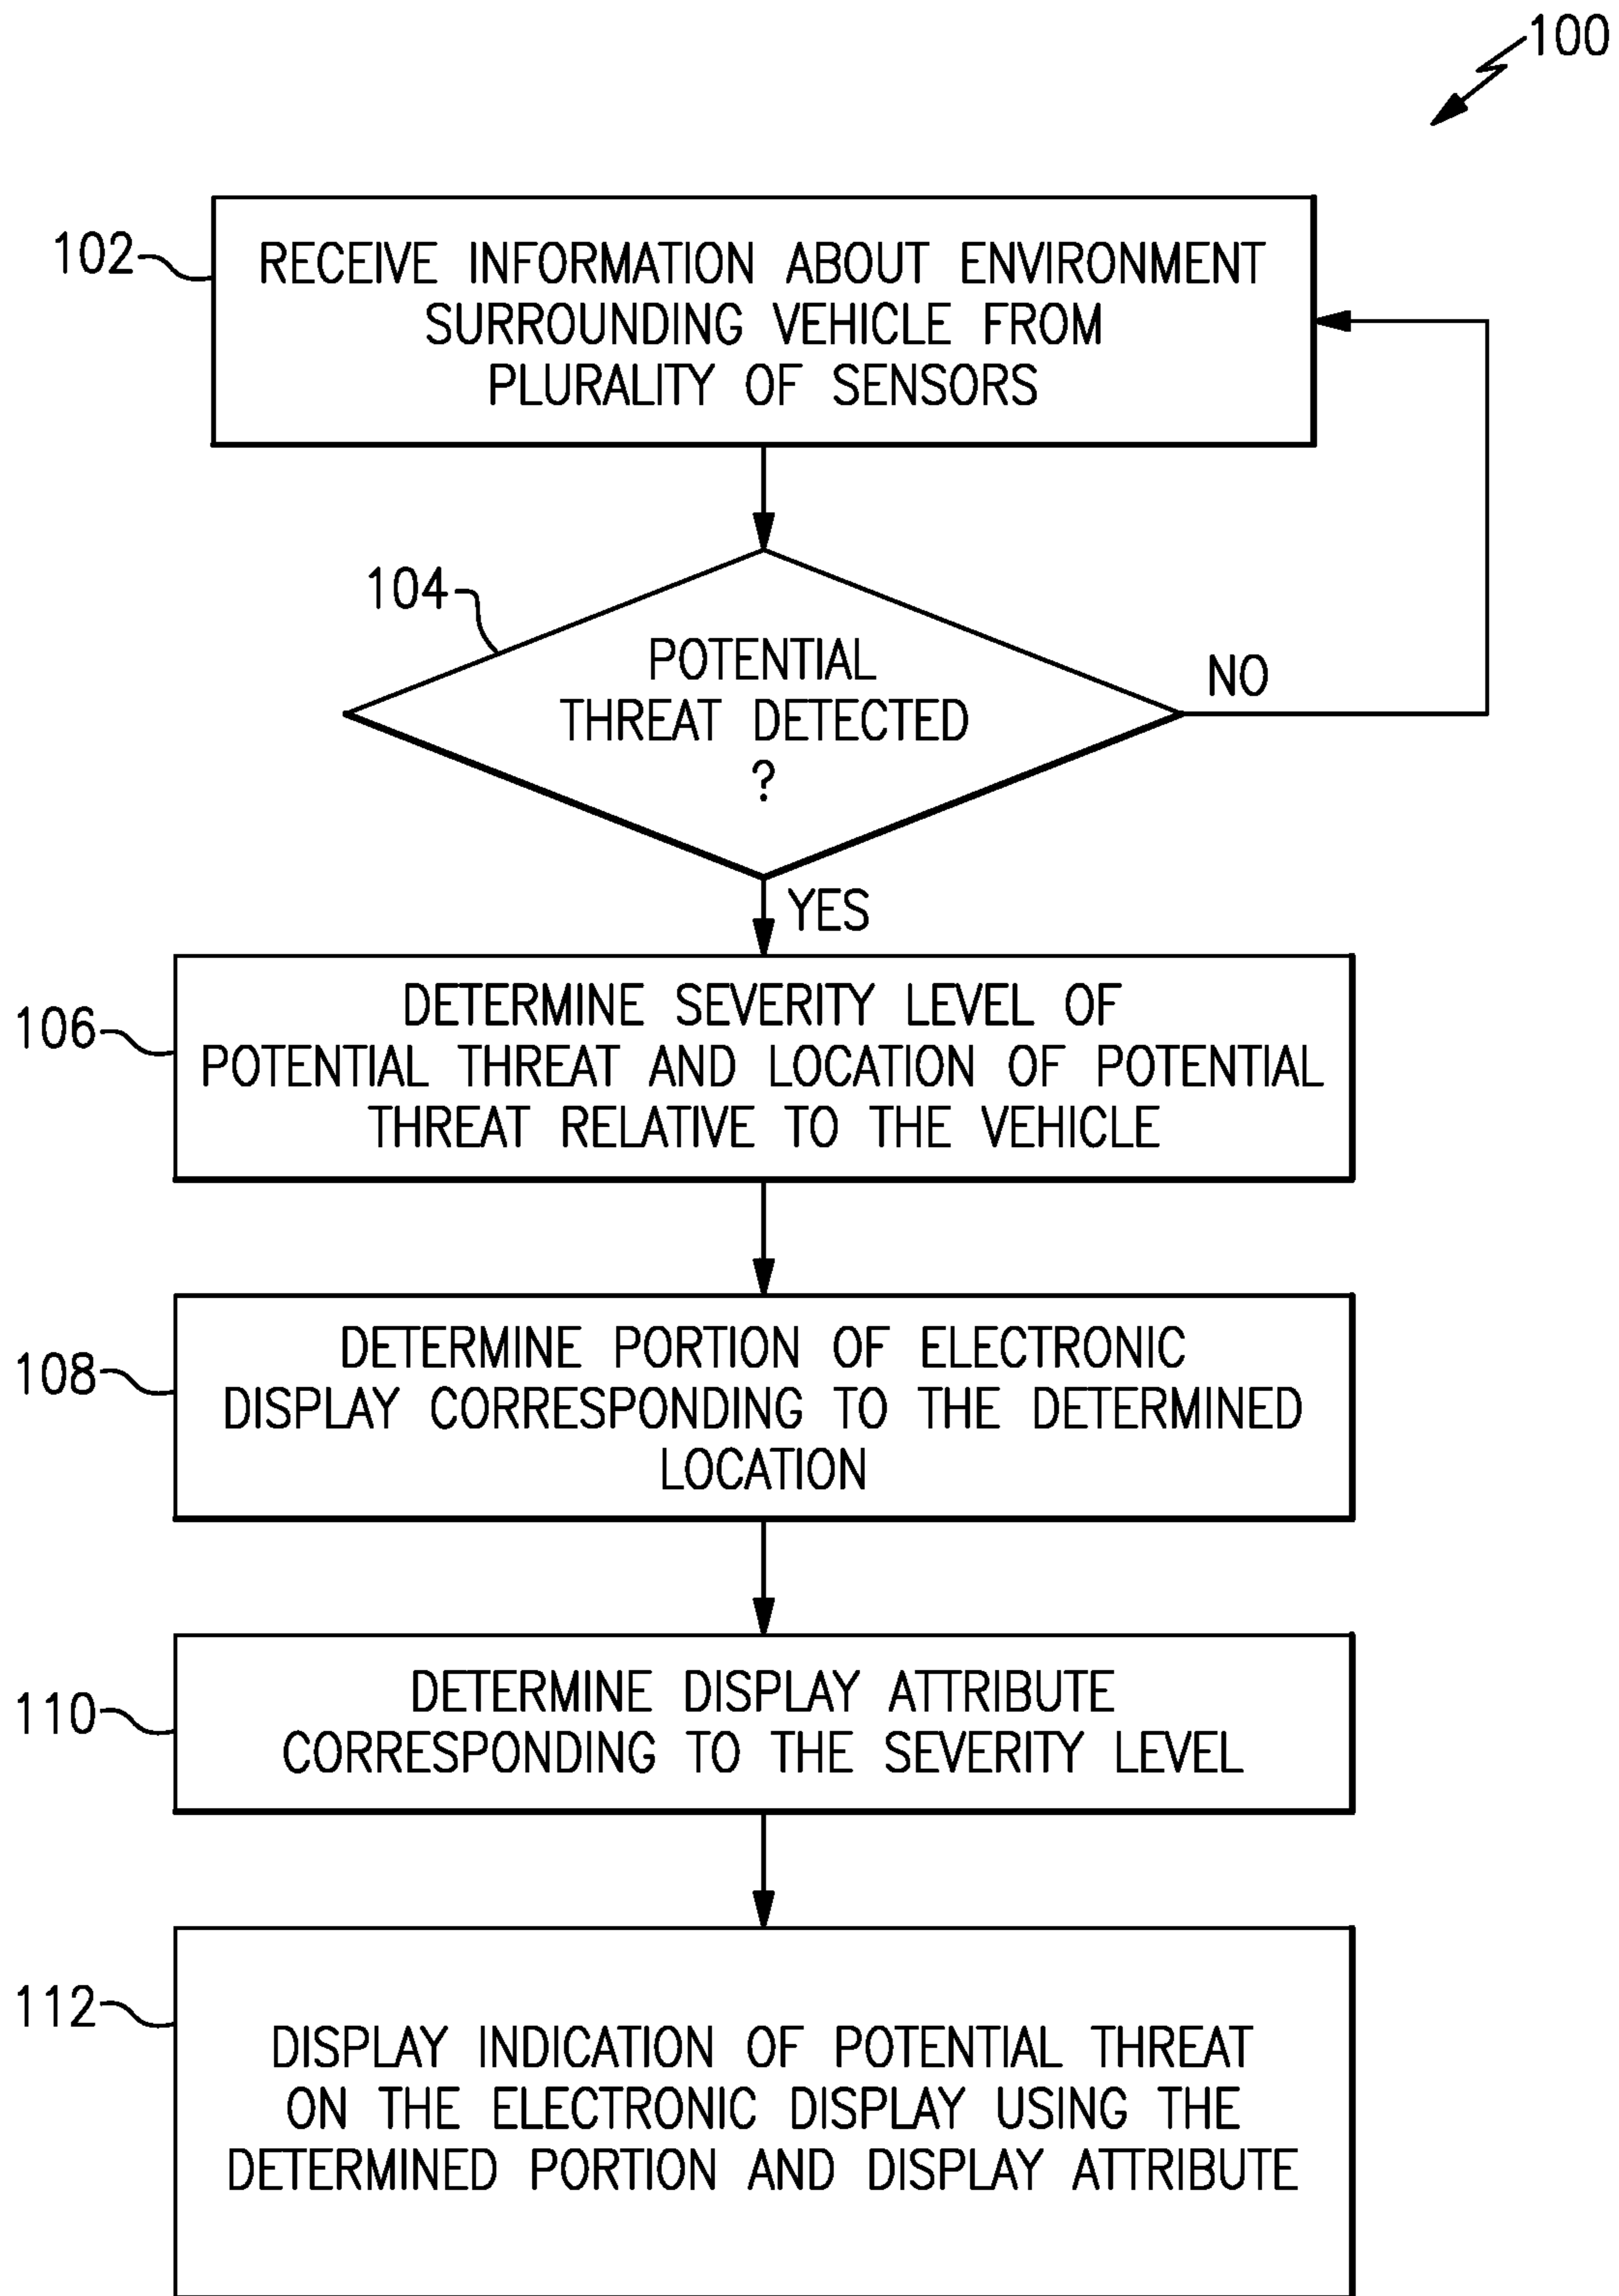 100
102
RECEIVE INFORMATION ABOUT ENVIRONMENT
SURROUNDING VEHICLE FROM
PLURALITY OF SENSORS
104
POTENTIAL
THREAT DETECTED
?
NO
YES
106
DETERMINE SEVERITY LEVEL OF
POTENTIAL THREAT AND LOCATION OF POTENTIAL
THREAT RELATIVE TO THE VEHICLE
108
DETERMINE PORTION OF ELECTRONIC
DISPLAY CORRESPONDING TO THE DETERMINED
LOCATION
110
DETERMINE DISPLAY ATTRIBUTE
CORRESPONDING TO THE SEVERITY LEVEL
112
DISPLAY INDICATION OF POTENTIAL THREAT
ON THE ELECTRONIC DISPLAY USING THE
DETERMINED PORTION AND DISPLAY ATTRIBUTE